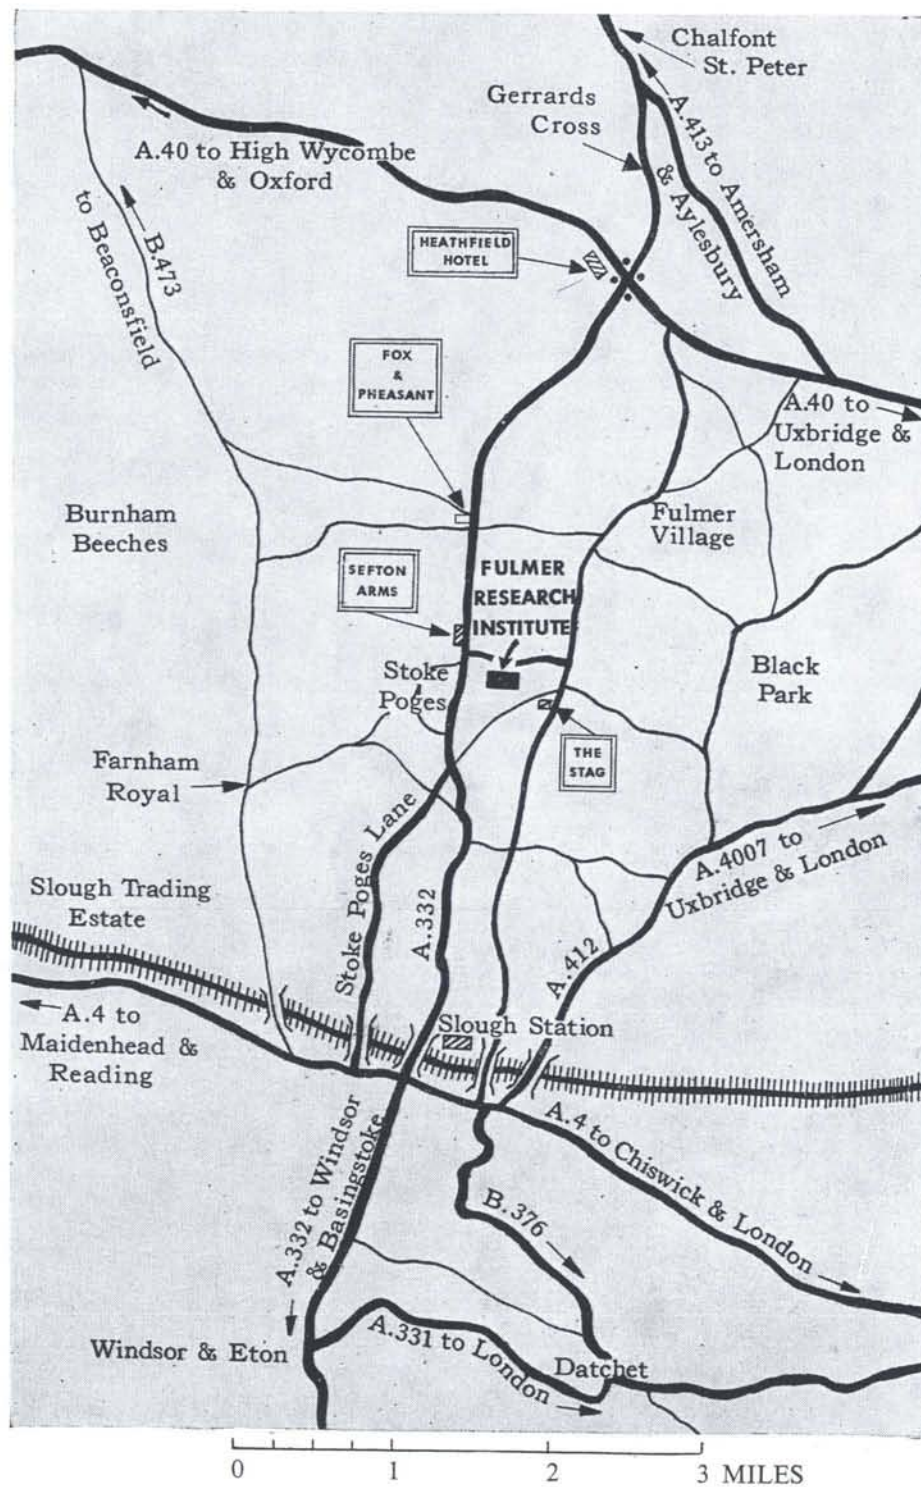 Chalfont
St. Peter
Gerrards
Cross
A.413 to Amersham
& Aylesbury
A.40 to High Wycombe
& Oxford
B.473
to Beaconsfield
HEATHFIELD
HOTEL
FOX
&
PHEASANT
A.40 to
Uxbridge &
London
Burnham
Beeches
Fulmer
Village
SEFTON
ARMS
FULMER
RESEARCH
INSTITUTE
Stoke
Poges
Black
Park
THE
STAG
Farnham
Royal
Stoke Poges Lane
A.332
A.4007 to
Uxbridge & London
Slough Trading
Estate
A.412
Slough Station
A.4 to
Maidenhead &
Reading
A.4 to Chiswick & London
A.332 to Windsor
& Basingstoke
B.376
Windsor & Eton
A.331 to London
Datchet
0 1 2 3 MILES